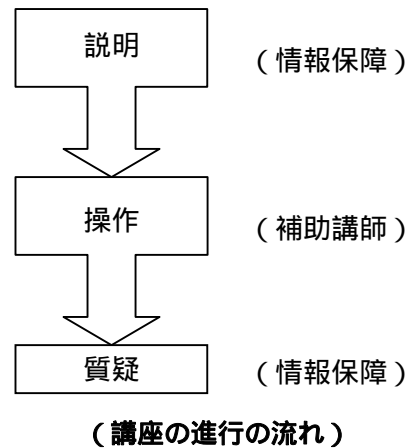 説明 (情報保障)
操作 (補助講師)
質疑 (情報保障)
(講座の進行の流れ)